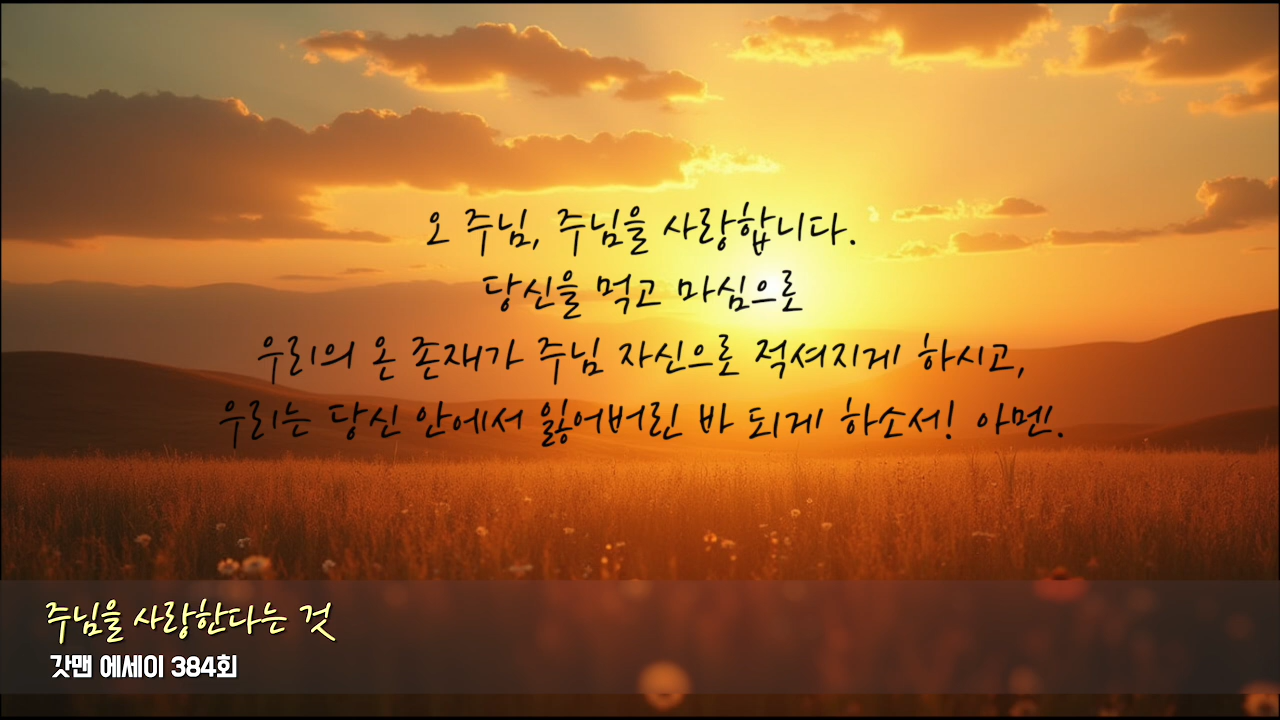 오 주님, 주님을 사랑합니다.
당신을 먹고 마심으로
우리의 온 존재가 주님 자신으로 적셔지게 하시고,
우리는 당신 안에서 잃어버린 바 되게 하소서! 아멘.
주님을 사랑한다는 것
갓맨 에세이 384회